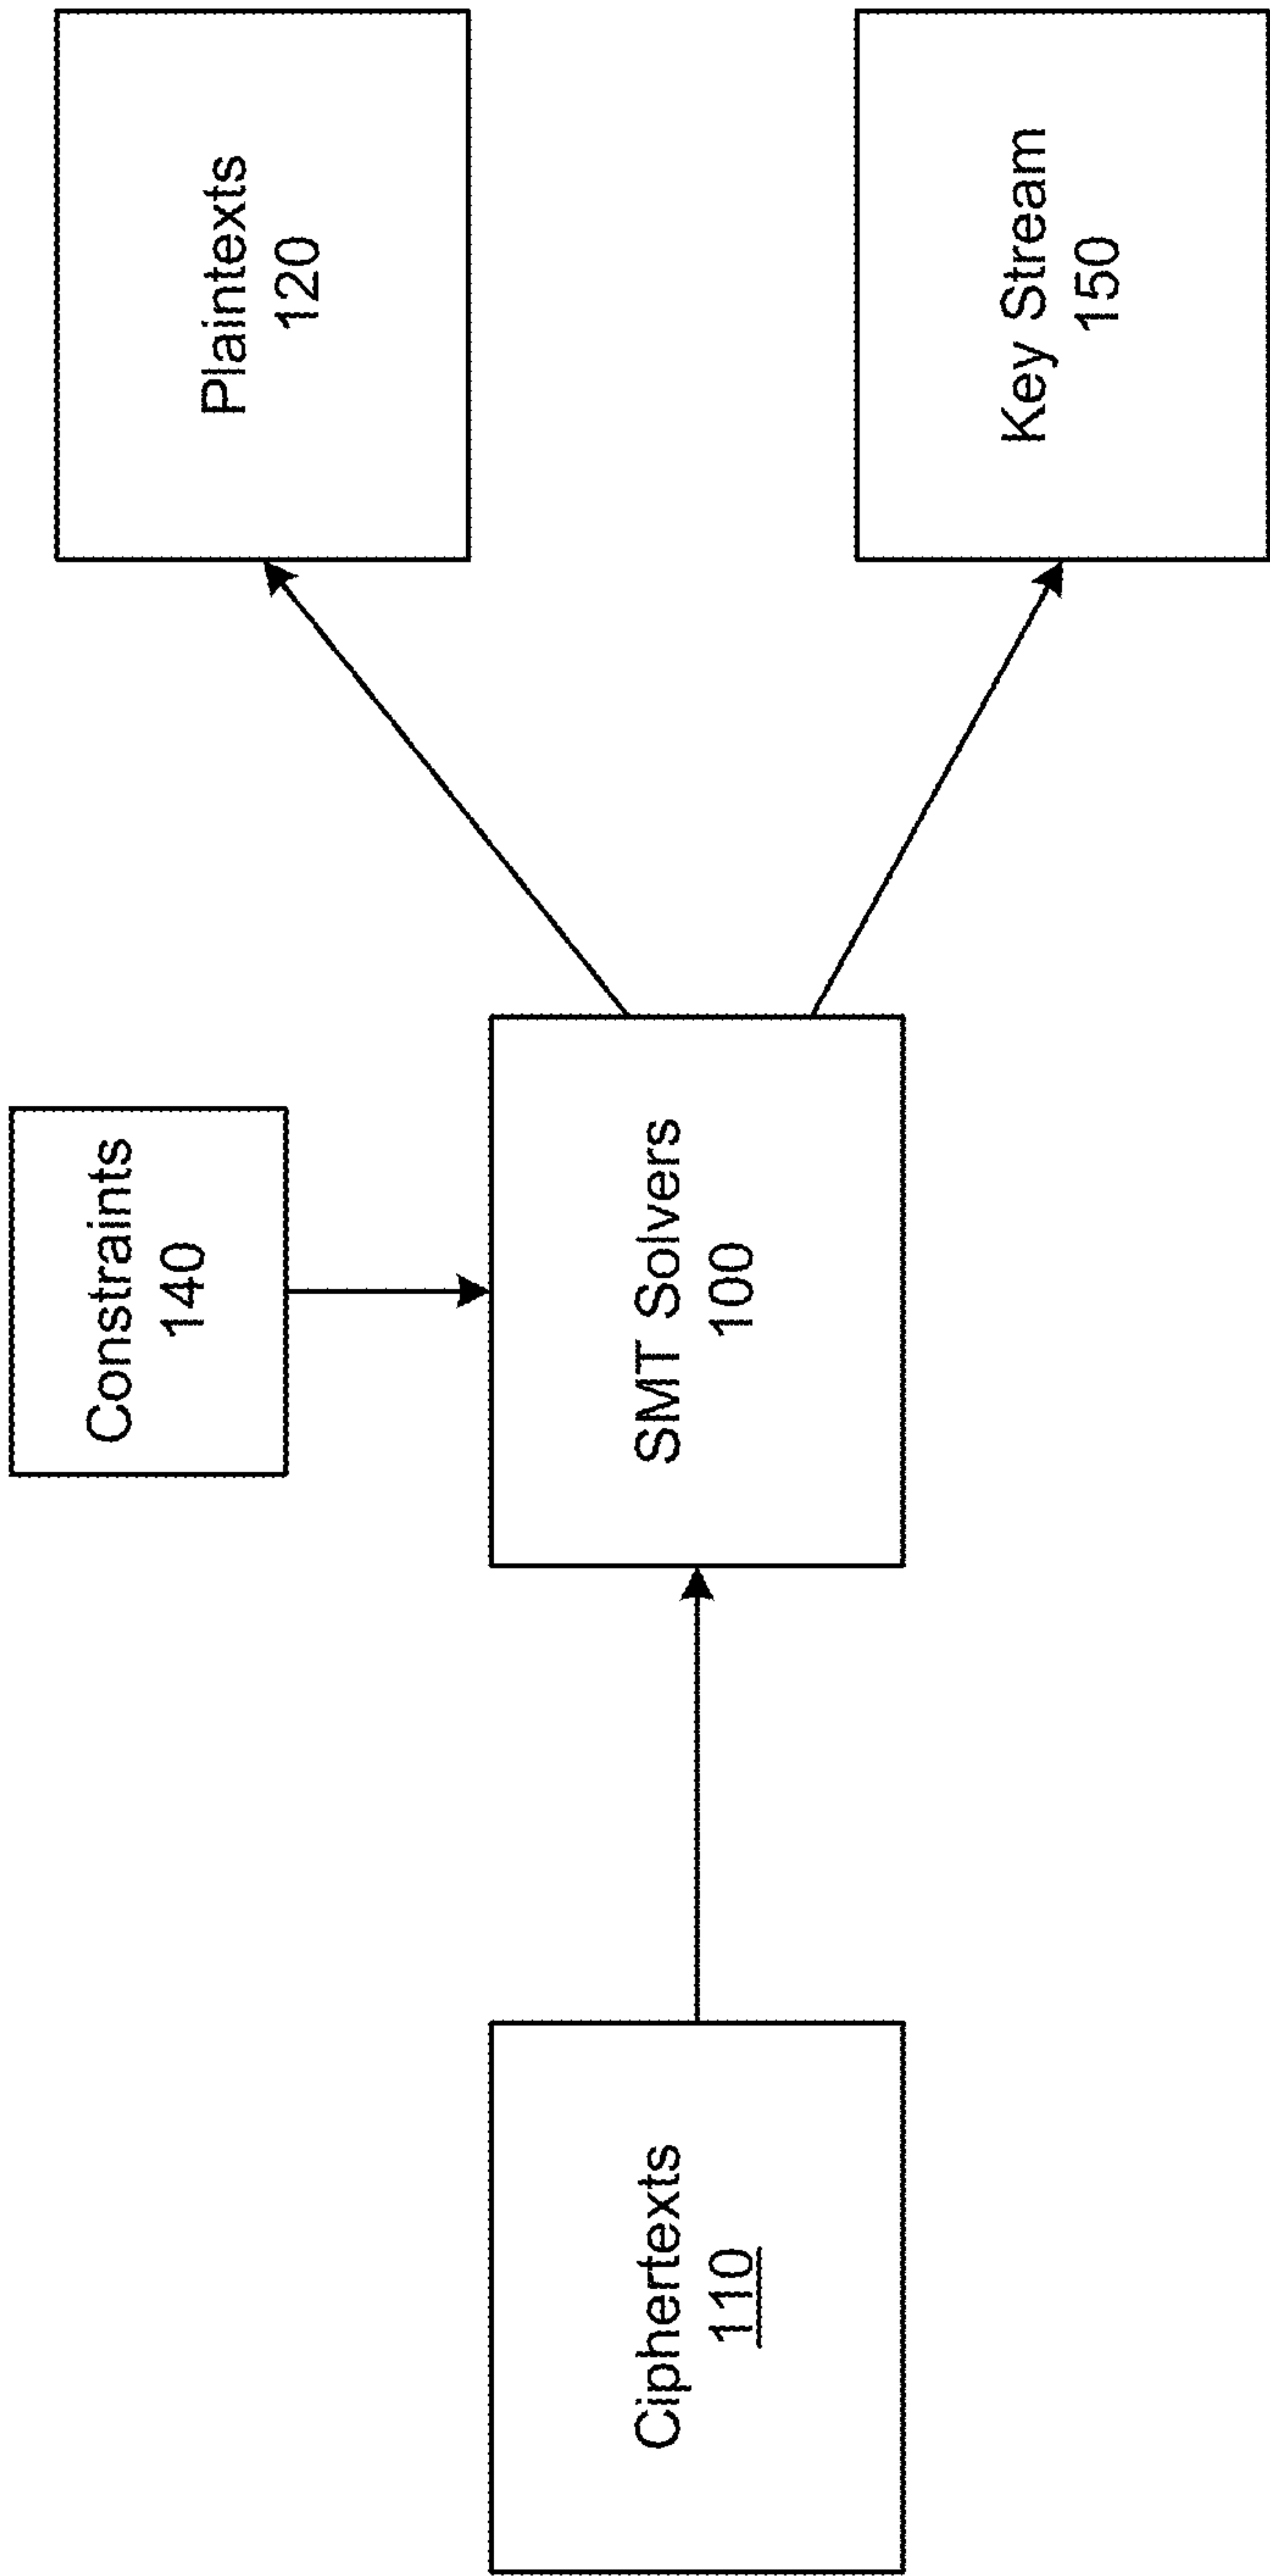 Constraints
140
Ciphertexts
110
SMT Solvers
100
Plaintexts
120
Key Stream
150